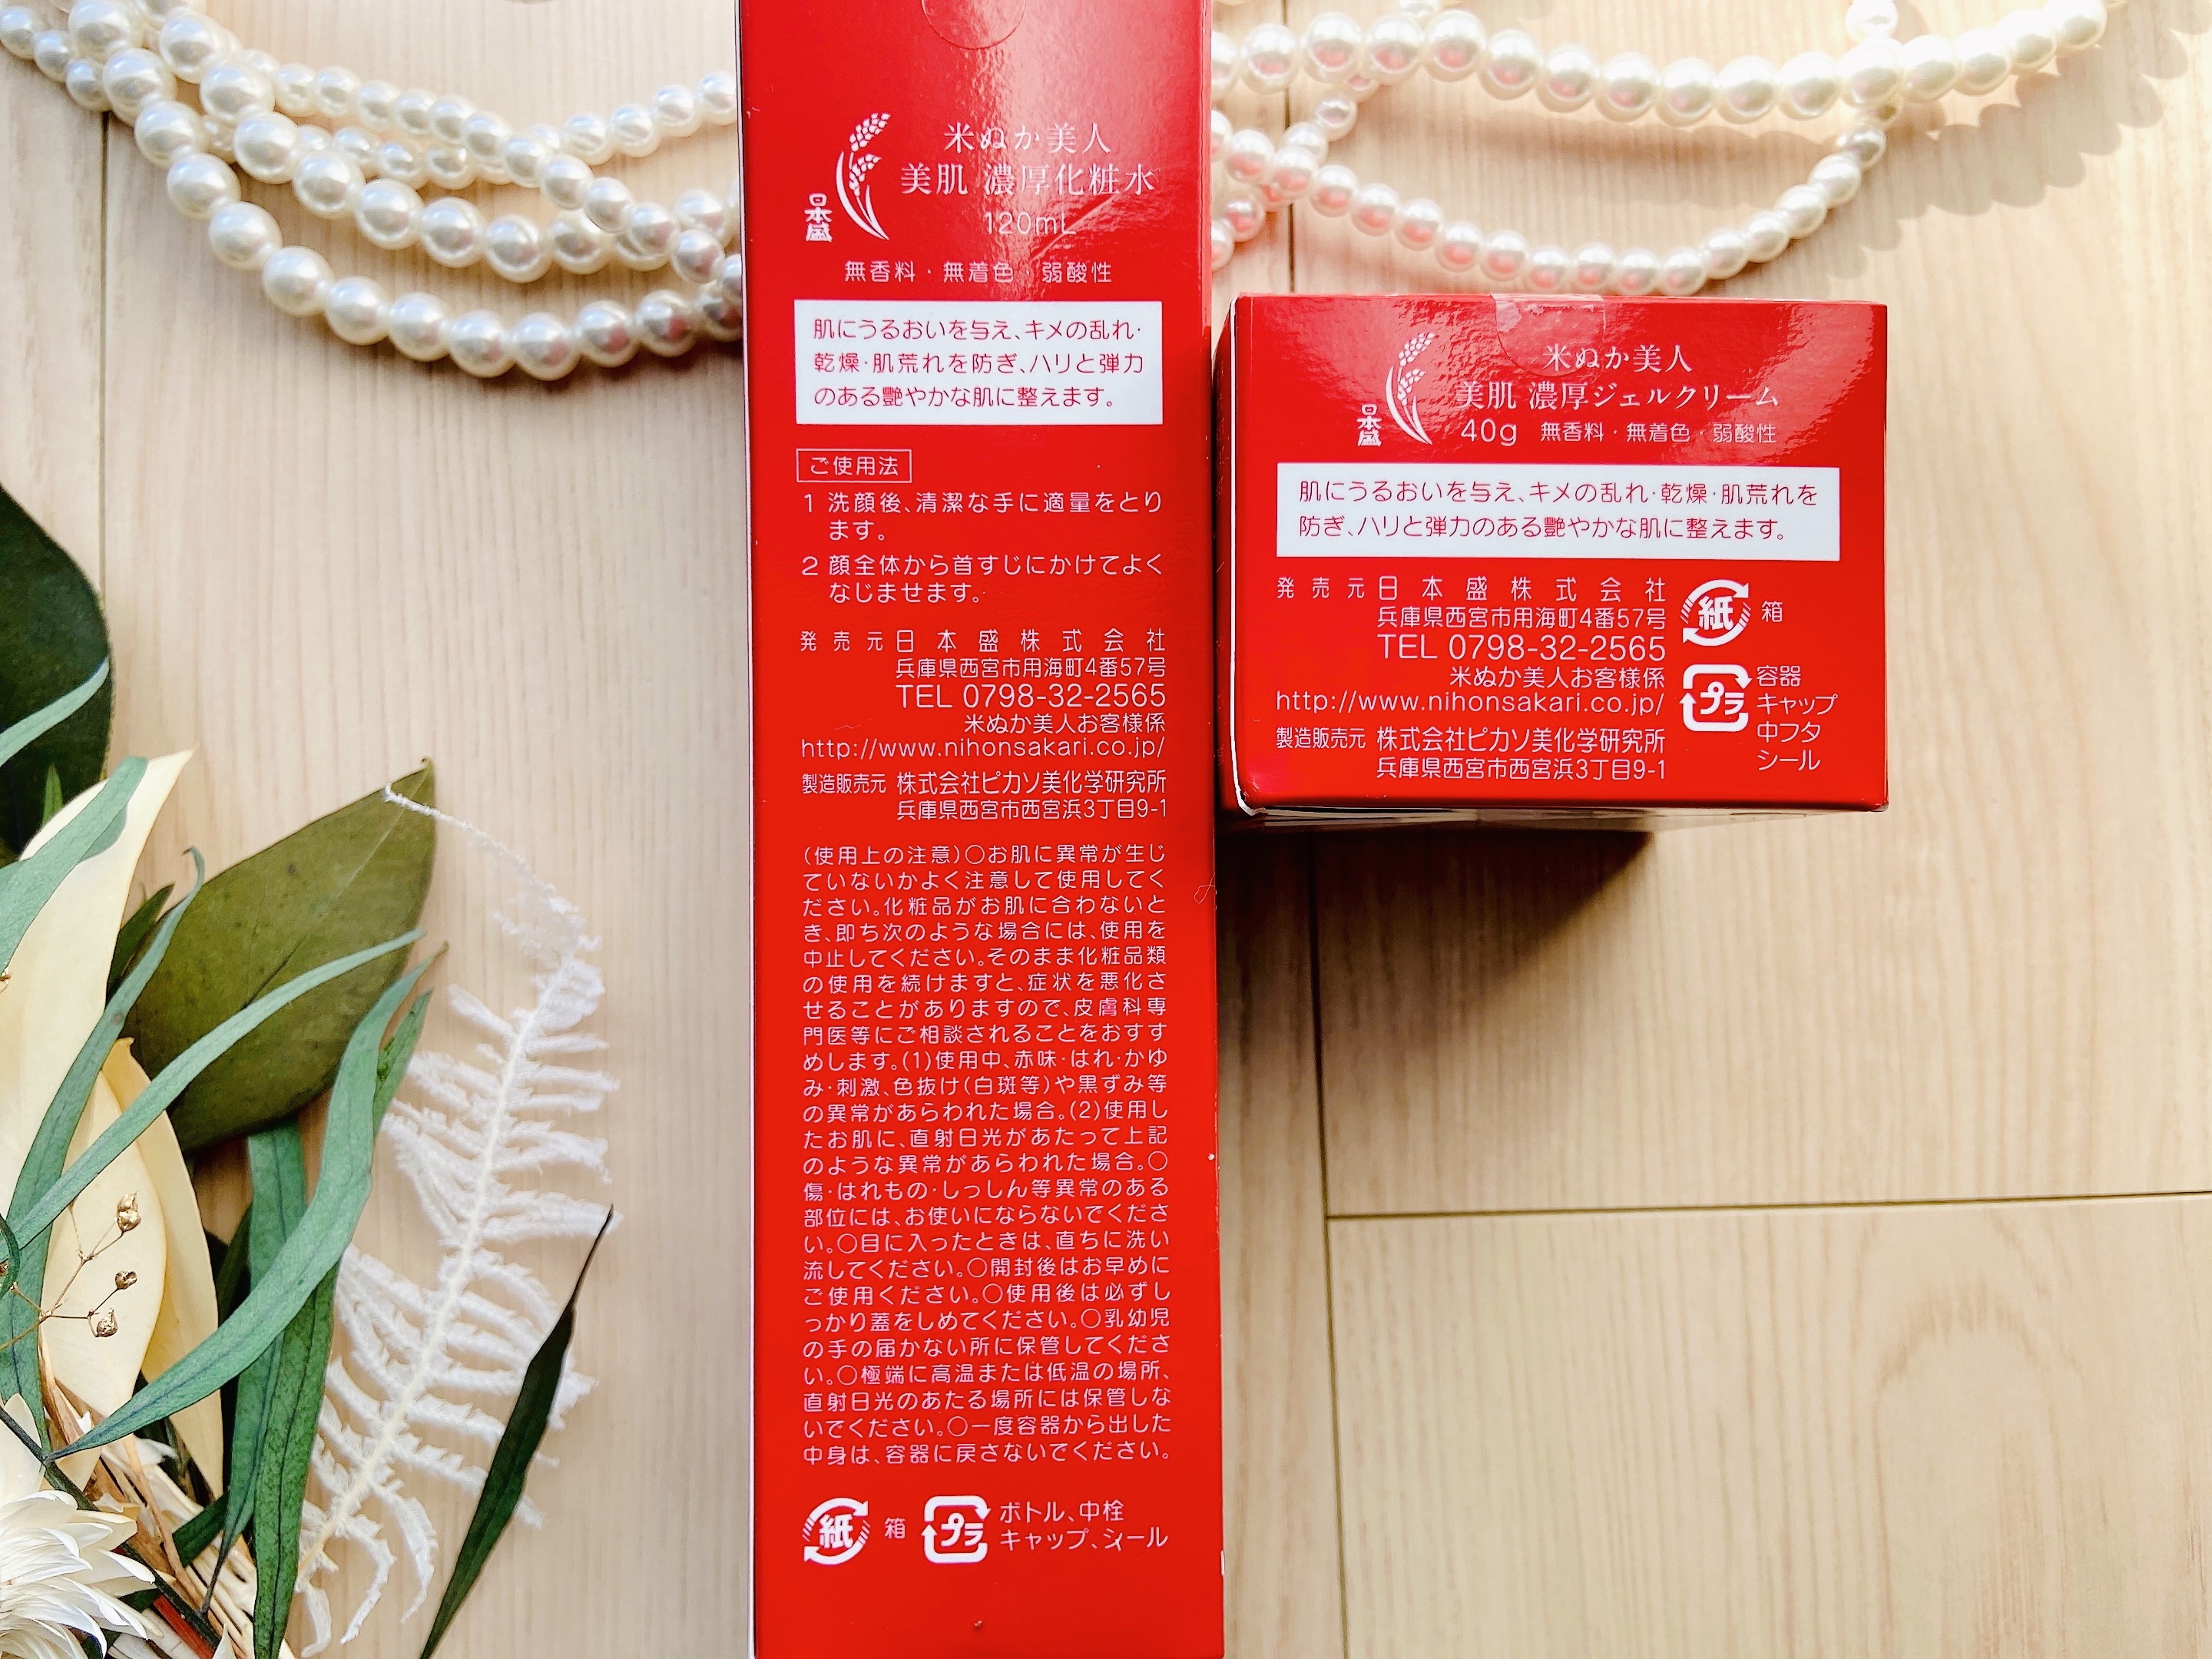 米ぬか美人
美肌 濃厚化粧水
日本盛
120mL
無香料・無着色・弱酸性
肌にうるおいを与え、キメの乱れ・
乾燥・肌荒れを防ぎ、ハリと弾力
のある艶やかな肌に整えます。
ご使用法
1 洗顔後、清潔な手に適量をとり
ます。
2 顔全体から首すじにかけてよく
なじませます。
発売元 日本盛株式会社
兵庫県西宮市用海町4番57号
TEL 0798-32-2565
米ぬか美人お客様係
http://www.nihonsakari.co.jp/
製造販売元 株式会社ピカソ美化学研究所
兵庫県西宮市西宮浜3丁目9-1
(使用上の注意)○お肌に異常が生じ
ていないかよく注意して使用してく
ださい。化粧品がお肌に合わないと
き、即ち次のような場合には、使用を
中止してください。そのまま化粧品類
の使用を続けますと、症状を悪化さ
せることがありますので、皮膚科専
門医等にご相談されることをおすす
めします。(1)使用中、赤味・はれ・かゆ
み・刺激、色抜け(白斑等)や黒ずみ等
の異常があらわれた場合。(2)使用し
たお肌に、直射日光があたって上記
のような異常があらわれた場合。○
傷・はれもの・しっしん等異常のある
部位には、お使いにならないでくださ
い。○目に入ったときは、直ちに洗い
流してください。○開封後はお早めに
ご使用ください。○使用後は必ずし
っかり蓋をしめてください。○乳幼児
の手の届かない所に保管してくださ
い。○極端に高温または低温の場所、
直射日光のあたる場所には保管しな
いでください。○一度容器から出した
中身は、容器に戻さないでください。
紙 箱 プラ ボトル、中栓
キャップ、シール
米ぬか美人
美肌 濃厚ジェルクリーム
日本盛
40g 無香料・無着色・弱酸性
肌にうるおいを与え、キメの乱れ・乾燥・肌荒れを
防ぎ、ハリと弾力のある艶やかな肌に整えます。
発売元 日本盛株式会社
兵庫県西宮市用海町4番57号
TEL 0798-32-2565
米ぬか美人お客様係
http://www.nihonsakari.co.jp/
製造販売元 株式会社ピカソ美化学研究所
兵庫県西宮市西宮浜3丁目9-1
紙 箱
プラ 容器
キャップ
中フタ
シール